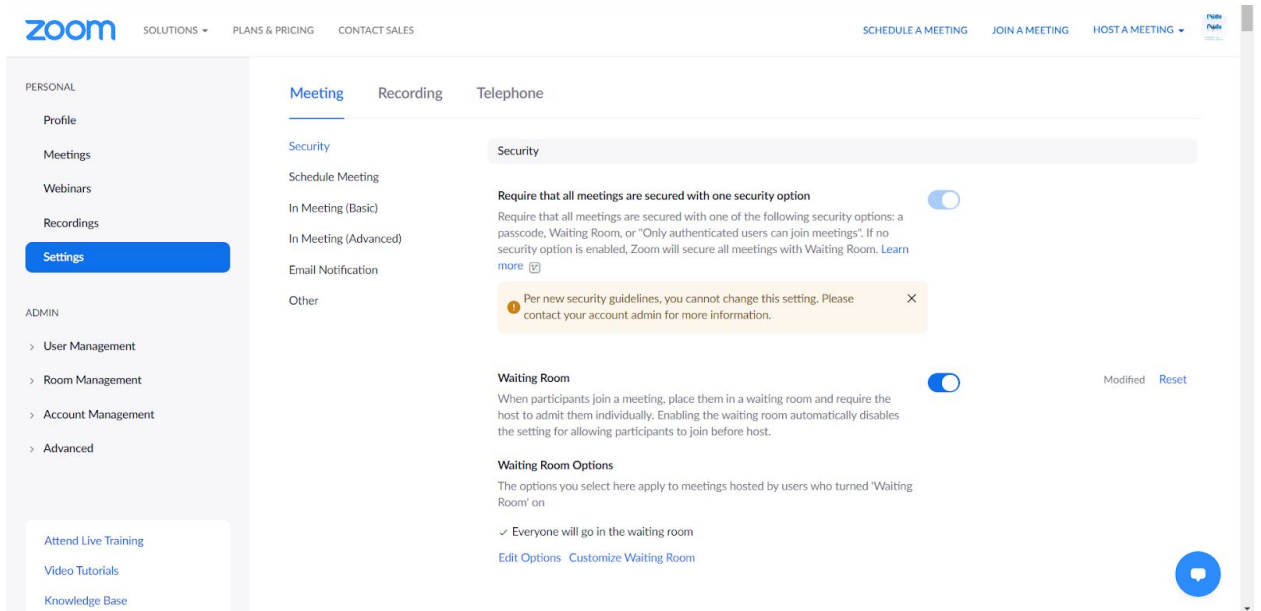 zoom SOLUTIONS PLANS & PRICING CONTACT SALES SCHEDULE A MEETING JOIN A MEETING HOST A MEETING
PERSONAL
Profile
Meetings
Webinars
Recordings
Settings
ADMIN
User Management
Room Management
Account Management
Advanced
Attend Live Training
Video Tutorials
Knowledge Base
Meeting Recording Telephone
Security
Schedule Meeting
In Meeting (Basic)
In Meeting (Advanced)
Email Notification
Other
Security
Require that all meetings are secured with one security option
Require that all meetings are secured with one of the following security options: a
passcode, Waiting Room, or "Only authenticated users can join meetings". If no
security option is enabled, Zoom will secure all meetings with Waiting Room. Learn
more
Per new security guidelines, you cannot change this setting. Please
contact your account admin for more information.
Waiting Room Modified Reset
When participants join a meeting, place them in a waiting room and require the
host to admit them individually. Enabling the waiting room automatically disables
the setting for allowing participants to join before host.
Waiting Room Options
The options you select here apply to meetings hosted by users who turned 'Waiting
Room' on
Everyone will go in the waiting room
Edit Options Customize Waiting Room